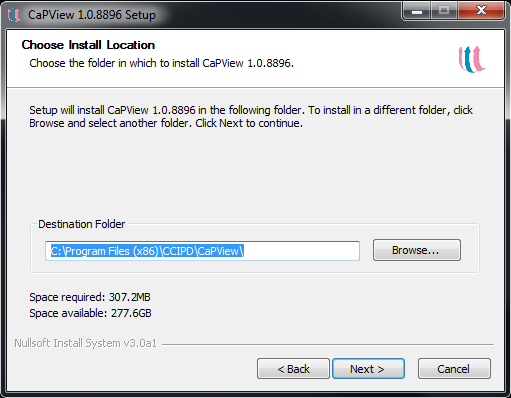 CaPView 1.0.8896 Setup
Choose Install Location
Choose the folder in which to install CaPView 1.0.8896.
Setup will install CaPView 1.0.8896 in the following folder. To install in a different folder, click
Browse and select another folder. Click Next to continue.
Destination Folder
C:\Program Files (x86)\CCIPD\CaPView\
Browse...
Space required: 307.2MB
Space available: 277.6GB
Nullsoft Install System v3.0a1
< Back
Next >
Cancel